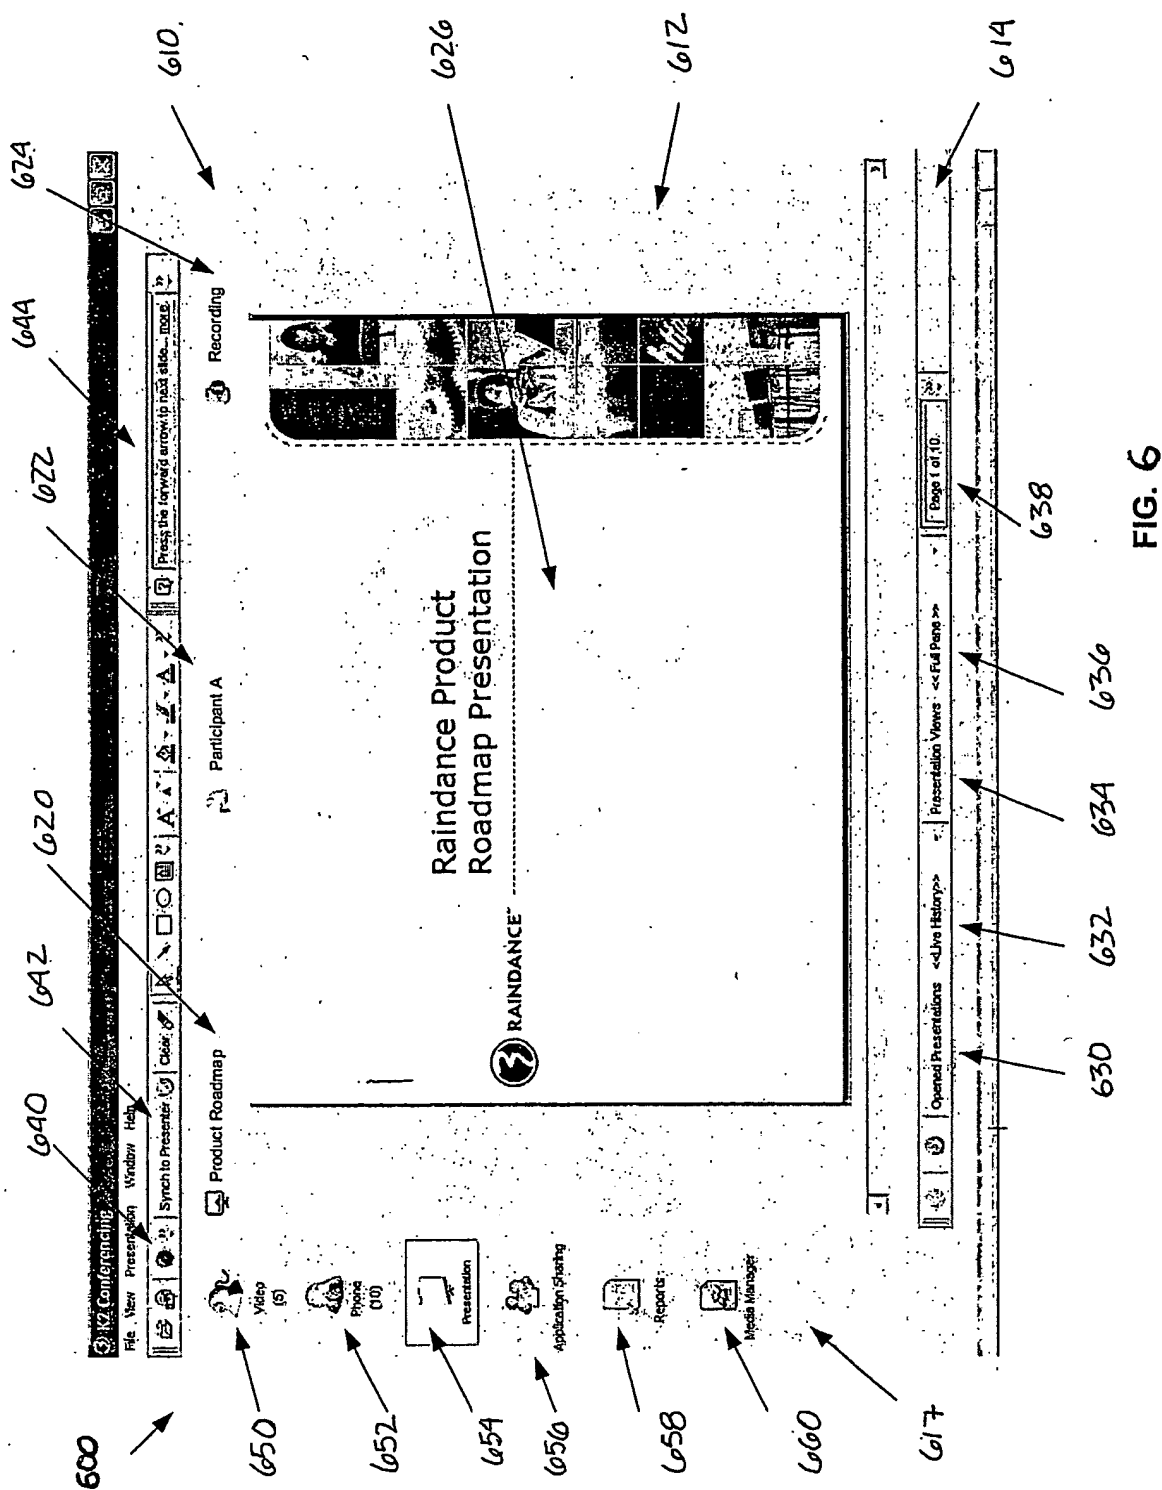 600
640
642
620
622
644
624
610
626
612
614
K2 Conferencing
File View Presentation Window Help
Synch to Presenter Clear A A A
Press the forward arrow to next slide... more
Product Roadmap Participant A Recording
650
652
654
656
658
660
617
Video
(5)
Phone
(10)
Presentation
Application Sharing
Reports
Media Manager
Raindance Product
Roadmap Presentation
RAINDANCE
high
Opened Presentations <<Live History>> Presentation Views <<Full Pane>> Page 1 of 10
630
632
634
636
638
FIG. 6